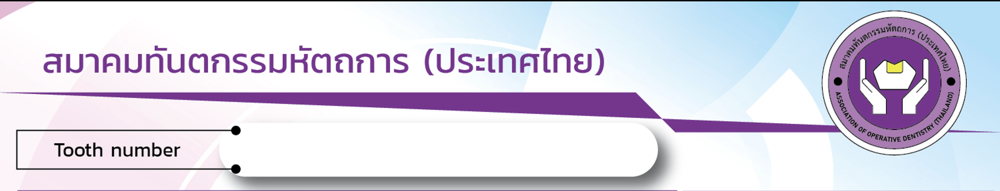 สมาคมทันตกรรมหัตถการ (ประเทศไทย)
สมาคมทันตกรรมหัตถการ (ประเทศไทย)
ASSOCIATION OF OPERATIVE DENTISTRY (THAILAND)
Tooth number